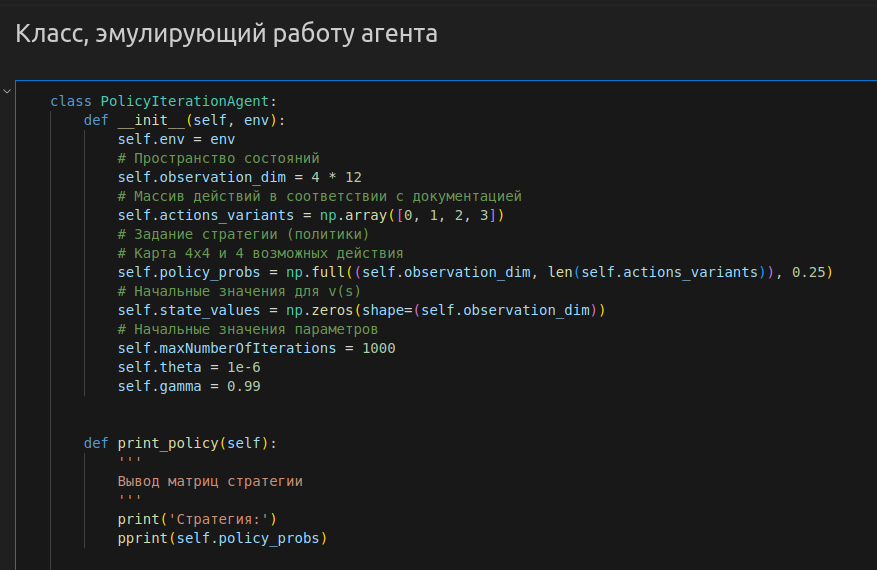 Класс, эмулирующий работу агента
class PolicyIterationAgent:
    def __init__(self, env):
        self.env = env
        # Пространство состояний
        self.observation_dim = 4 * 12
        # Массив действий в соответствии с документацией
        self.actions_variants = np.array([0, 1, 2, 3])
        # Задание стратегии (политики)
        # Карта 4x4 и 4 возможных действия
        self.policy_probs = np.full((self.observation_dim, len(self.actions_variants)), 0.25)
        # Начальные значения для v(s)
        self.state_values = np.zeros(shape=(self.observation_dim))
        # Начальные значения параметров
        self.maxNumberOfIterations = 1000
        self.theta = 1e-6
        self.gamma = 0.99
    def print_policy(self):
        '''
        Вывод матриц стратегии
        '''
        print('Стратегия:')
        pprint(self.policy_probs)